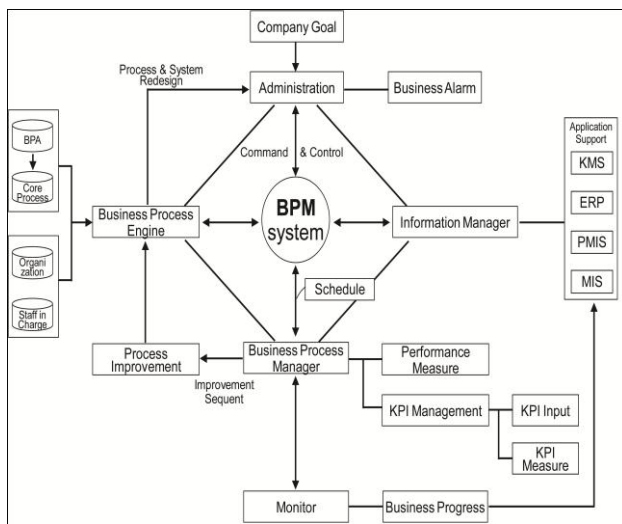 Company Goal
Process & System
Redesign
Administration
Business Alarm
BPA
Core
Process
Command
& Control
Application
Support
KMS
ERP
PMIS
MIS
Business Process
Engine
BPM
system
Information Manager
Organi
zation
Staff in
Charge
Schedule
Process
Improvement
Business Process
Manager
Performance
Measure
Improvement
Sequent
KPI Management
KPI Input
KPI
Measure
Monitor
Business Progress